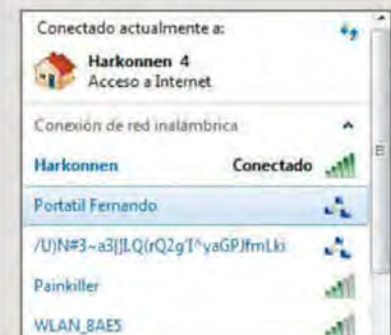 Conectado actualmente a:
Harkonnen 4
Acceso a Internet
Conexión de red inalámbrica
Harkonnen Conectado
Portatil Fernando
Painkiller
WLAN_8AE5